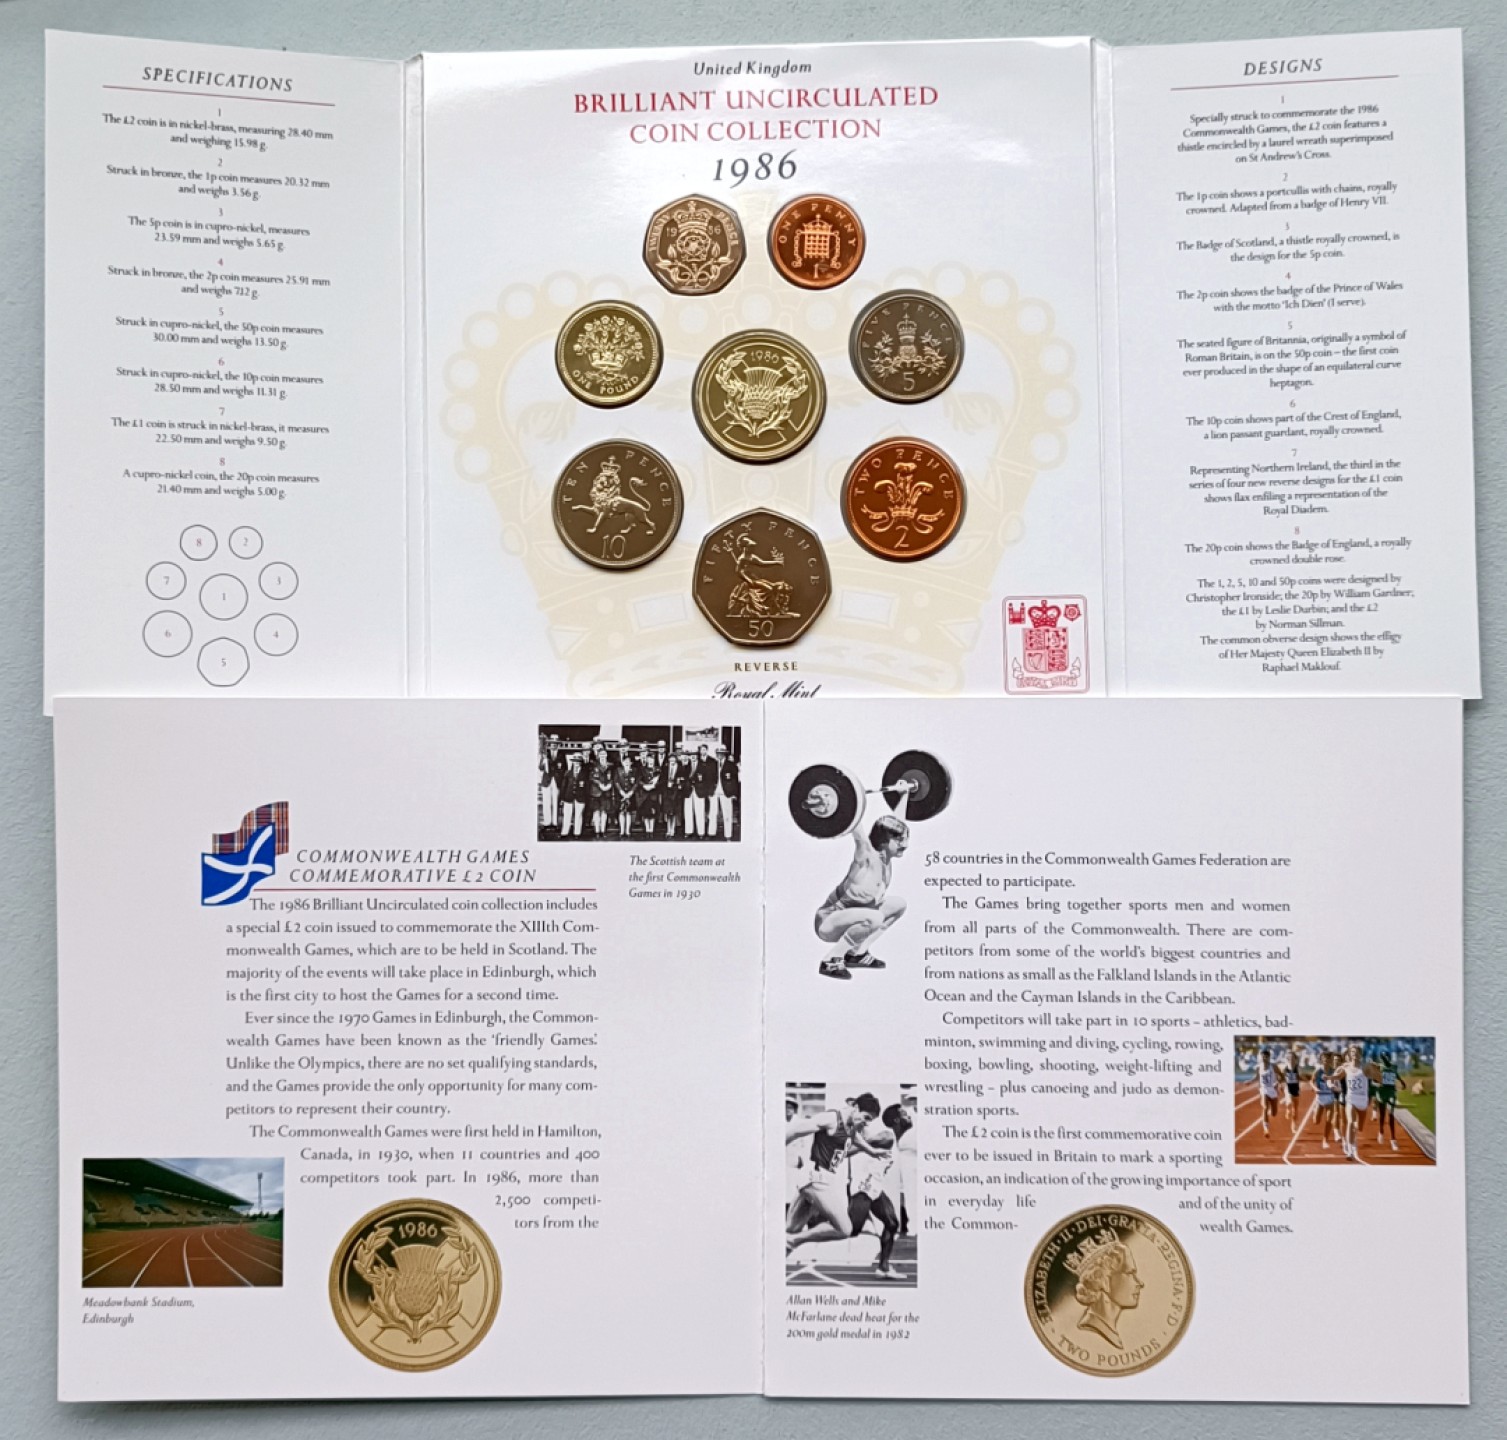 SPECIFICATIONS
1
The £2 coin is in nickel-brass, measuring 28.40 mm
and weighing 15.98 g.
2
Struck in bronze, the 1p coin measures 20.32 mm
and weighs 3.56 g.
3
The 5p coin is in cupro-nickel, measures
23.59 mm and weighs 5.65 g.
4
Struck in bronze, the 2p coin measures 25.91 mm
and weighs 7.12 g.
5
Struck in cupro-nickel, the 50p coin measures
30.00 mm and weighs 13.50 g.
6
Struck in cupro-nickel, the 10p coin measures
28.50 mm and weighs 11.31 g.
7
The £1 coin is struck in nickel-brass, it measures
22.50 mm and weighs 9.50 g.
8
A cupro-nickel coin, the 20p coin measures
21.40 mm and weighs 5.00 g.
8
2
7
3
1
6
4
5
United Kingdom
BRILLIANT UNCIRCULATED
COIN COLLECTION
1986
TWENTY PENCE
1986
ONE PENNY
1
ONE POUND
1986
FIVE PENCE
5
TEN PENCE
10
TWO PENCE
2
FIFTY PENCE
50
REVERSE
Royal Mint
DESIGNS
1
Specially struck to commemorate the 1986
Commonwealth Games, the £2 coin features a
thistle encircled by a laurel wreath superimposed
on St Andrew's Cross.
2
The 1p coin shows a portcullis with chains, royally
crowned. Adapted from a badge of Henry VII.
3
The Badge of Scotland, a thistle royally crowned, is
the design for the 5p coin.
4
The 2p coin shows the badge of the Prince of Wales
with the motto 'Ich Dien' (I serve).
5
The seated figure of Britannia, originally a symbol of
Roman Britain, is on the 50p coin – the first coin
ever produced in the shape of an equilateral curve
heptagon.
6
The 10p coin shows part of the Crest of England,
a lion passant guardant, royally crowned.
7
Representing Northern Ireland, the third in the
series of four new reverse designs for the £1 coin
shows flax enfiling a representation of the
Royal Diadem.
8
The 20p coin shows the Badge of England, a royally
crowned double rose.
The 1, 2, 5, 10 and 50p coins were designed by
Christopher Ironside; the 20p by William Gardner;
the £1 by Leslie Durbin; and the £2
by Norman Sillman.
The common obverse design shows the effigy
of Her Majesty Queen Elizabeth II by
Raphael Maklouf.
COMMONWEALTH GAMES
COMMEMORATIVE £2 COIN
The Scottish team at
the first Commonwealth
Games in 1930
The 1986 Brilliant Uncirculated coin collection includes
a special £2 coin issued to commemorate the XIIIth Com-
monwealth Games, which are to be held in Scotland. The
majority of the events will take place in Edinburgh, which
is the first city to host the Games for a second time.
Ever since the 1970 Games in Edinburgh, the Common-
wealth Games have been known as the 'friendly Games'.
Unlike the Olympics, there are no set qualifying standards,
and the Games provide the only opportunity for many com-
petitors to represent their country.
The Commonwealth Games were first held in Hamilton,
Canada, in 1930, when 11 countries and 400
competitors took part. In 1986, more than
2,500 competi-
tors from the
1986
Meadowbank Stadium,
Edinburgh
58 countries in the Commonwealth Games Federation are
expected to participate.
The Games bring together sports men and women
from all parts of the Commonwealth. There are com-
petitors from some of the world's biggest countries and
from nations as small as the Falkland Islands in the Atlantic
Ocean and the Cayman Islands in the Caribbean.
Competitors will take part in 10 sports – athletics, bad-
minton, swimming and diving, cycling, rowing,
boxing, bowling, shooting, weight-lifting and
wrestling – plus canoeing and judo as demon-
stration sports.
The £2 coin is the first commemorative coin
ever to be issued in Britain to mark a sporting
occasion, an indication of the growing importance of sport
in everyday life and of the unity of
the Common- wealth Games.
Allan Wells and Mike
McFarlane dead heat for the
200m gold medal in 1982
ELIZABETH·II·DEI·GRATIA·REGINA·F·D·
TWO POUNDS